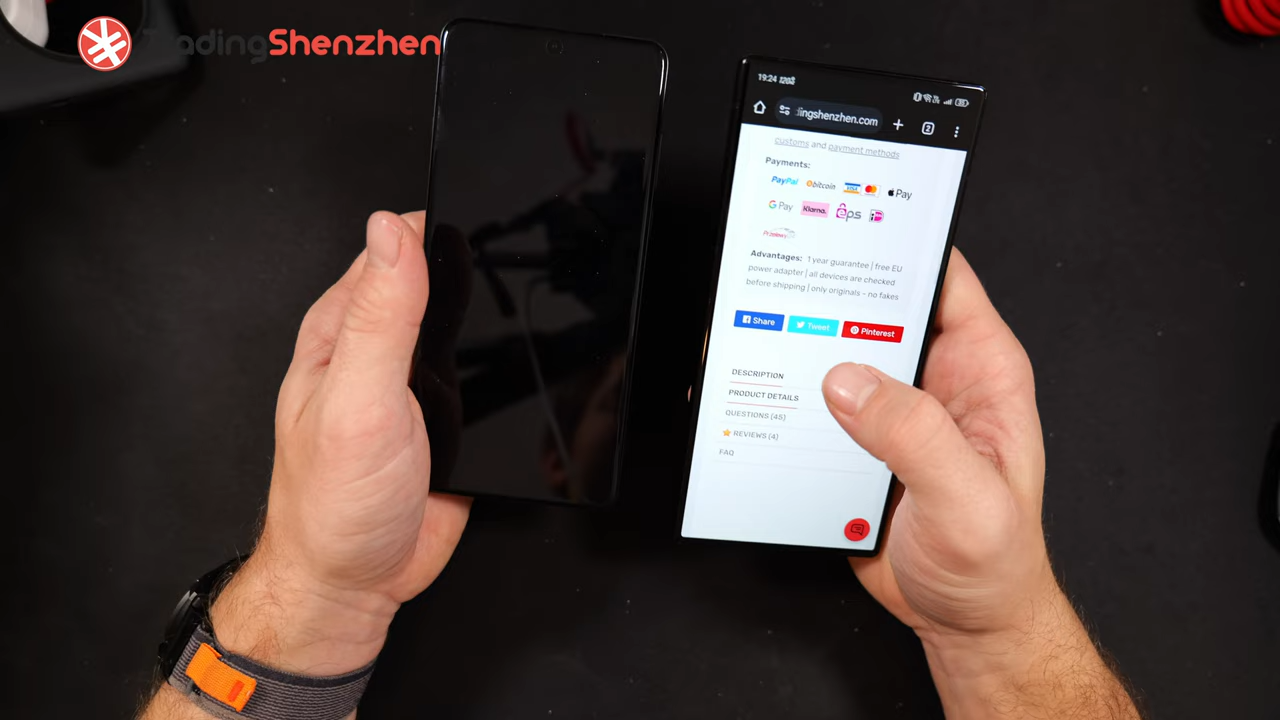 TradingShenzhen
19:24
lingshenzhen.com
2
customs and payment methods
Payments:
PayPal bitcoin VISA Pay
G Pay Klarna. eps
Advantages: 1 year guarantee | free EU
power adapter | all devices are checked
before shipping | only originals - no fakes
Share Tweet Pinterest
DESCRIPTION
PRODUCT DETAILS
QUESTIONS (45)
REVIEWS (4)
FAQ